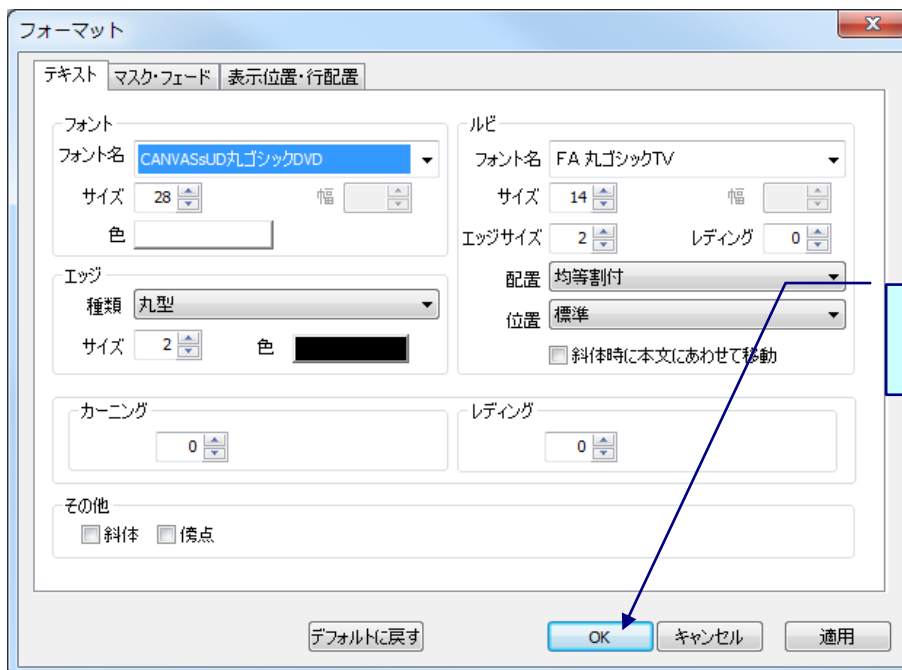 フォーマット
テキスト マスク・フェード 表示位置・行配置
フォント
フォント名 CANVASsUD丸ゴシックDVD
サイズ 28 幅
色
エッジ
種類 丸型
サイズ 2 色
ルビ
フォント名 FA 丸ゴシックTV
サイズ 14 幅
エッジサイズ 2 レディング 0
配置 均等割付
位置 標準
斜体時に本文にあわせて移動
カーニング
0
レディング
0
その他
斜体 傍点
デフォルトに戻す OK キャンセル 適用